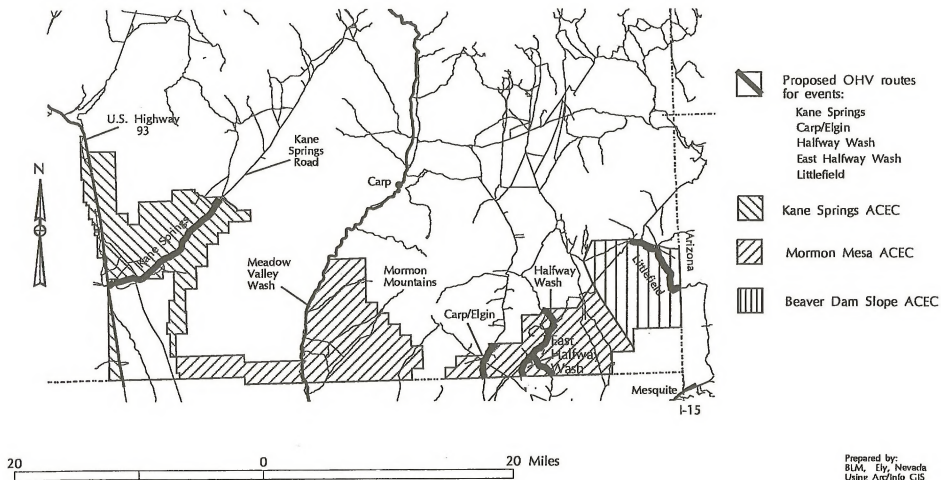 U.S. Highway
93
Kane
Springs
Road
N
Carp
Kane Springs
Meadow
Valley
Wash
Mormon
Mountains
Halfway
Wash
Carp/Elgin
East
Halfway
Wash
Littlefield
Arizona
Mesquite
I-15
Proposed OHV routes
for events:
Kane Springs
Carp/Elgin
Halfway Wash
East Halfway Wash
Littlefield
Kane Springs ACEC
Mormon Mesa ACEC
Beaver Dam Slope ACEC
20
0
20 Miles
Prepared by:
BLM, Ely, Nevada
Using Arc/Info GIS